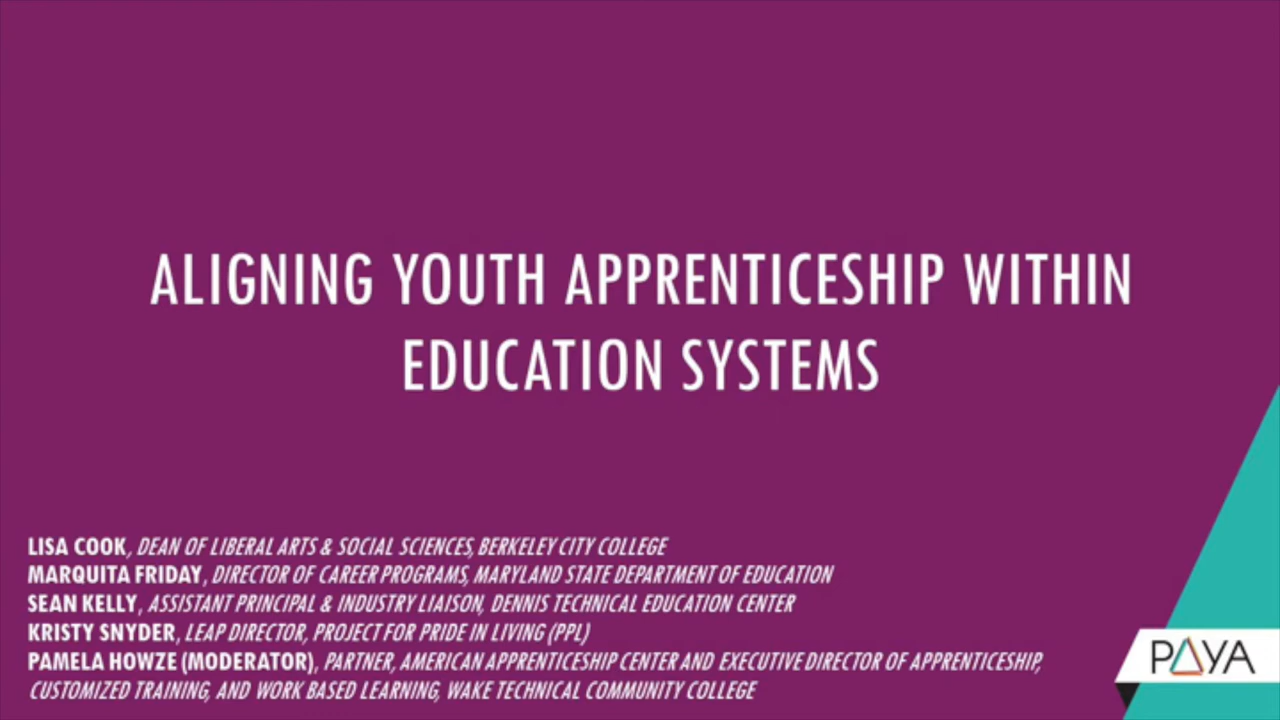 ALIGNING YOUTH APPRENTICESHIP WITHIN
EDUCATION SYSTEMS
LISA COOK, DEAN OF LIBERAL ARTS & SOCIAL SCIENCES, BERKELEY CITY COLLEGE
MARQUITA FRIDAY, DIRECTOR OF CAREER PROGRAMS, MARYLAND STATE DEPARTMENT OF EDUCATION
SEAN KELLY, ASSISTANT PRINCIPAL & INDUSTRY LIAISON, DENNIS TECHNICAL EDUCATION CENTER
KRISTY SNYDER, LEAP DIRECTOR, PROJECT FOR PRIDE IN LIVING (PPL)
PAMELA HOWZE (MODERATOR), PARTNER, AMERICAN APPRENTICESHIP CENTER AND EXECUTIVE DIRECTOR OF APPRENTICESHIP,
CUSTOMIZED TRAINING, AND WORK BASED LEARNING, WAKE TECHNICAL COMMUNITY COLLEGE
PAYA